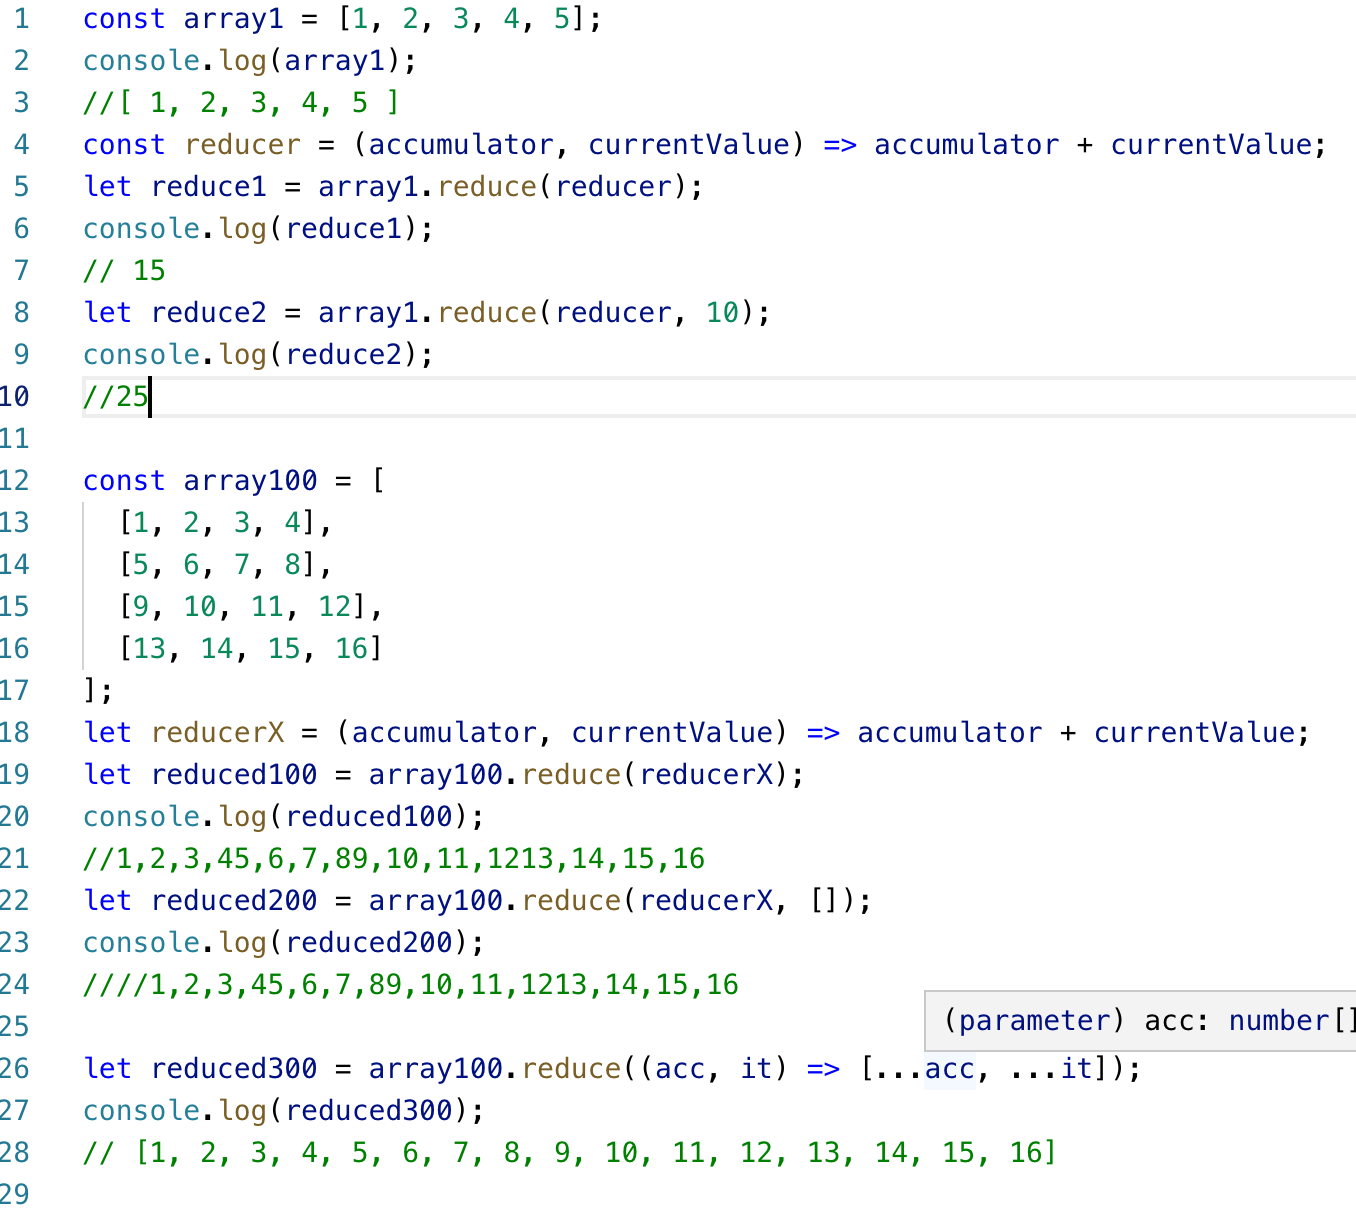 1 const array1 = [1, 2, 3, 4, 5];
2 console.log(array1);
3 //[ 1, 2, 3, 4, 5 ]
4 const reducer = (accumulator, currentValue) => accumulator + currentValue;
5 let reduce1 = array1.reduce(reducer);
6 console.log(reduce1);
7 // 15
8 let reduce2 = array1.reduce(reducer, 10);
9 console.log(reduce2);
10 //25
11
12 const array100 = [
13   [1, 2, 3, 4],
14   [5, 6, 7, 8],
15   [9, 10, 11, 12],
16   [13, 14, 15, 16]
17 ];
18 let reducerX = (accumulator, currentValue) => accumulator + currentValue;
19 let reduced100 = array100.reduce(reducerX);
20 console.log(reduced100);
21 //1,2,3,45,6,7,89,10,11,1213,14,15,16
22 let reduced200 = array100.reduce(reducerX, []);
23 console.log(reduced200);
24 ////1,2,3,45,6,7,89,10,11,1213,14,15,16
(parameter) acc: number[]
25
26 let reduced300 = array100.reduce((acc, it) => [...acc, ...it]);
27 console.log(reduced300);
28 // [1, 2, 3, 4, 5, 6, 7, 8, 9, 10, 11, 12, 13, 14, 15, 16]
29